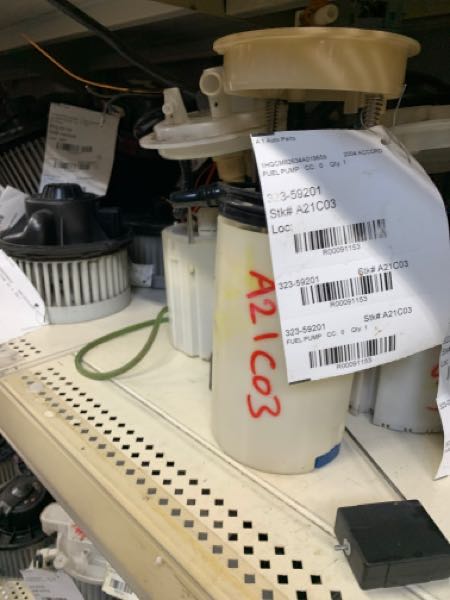 A 1 Auto Parts
2004 ACCORD
FUEL PUMP CC: 0 Qty: 1
323-59201
Stk# A21C03
Loc:
R00091153
323-59201 Stk# A21C03
R00091153
323-59201 Stk# A21C03
FUEL PUMP CC: 0 Qty: 1
R00091153
A21C03